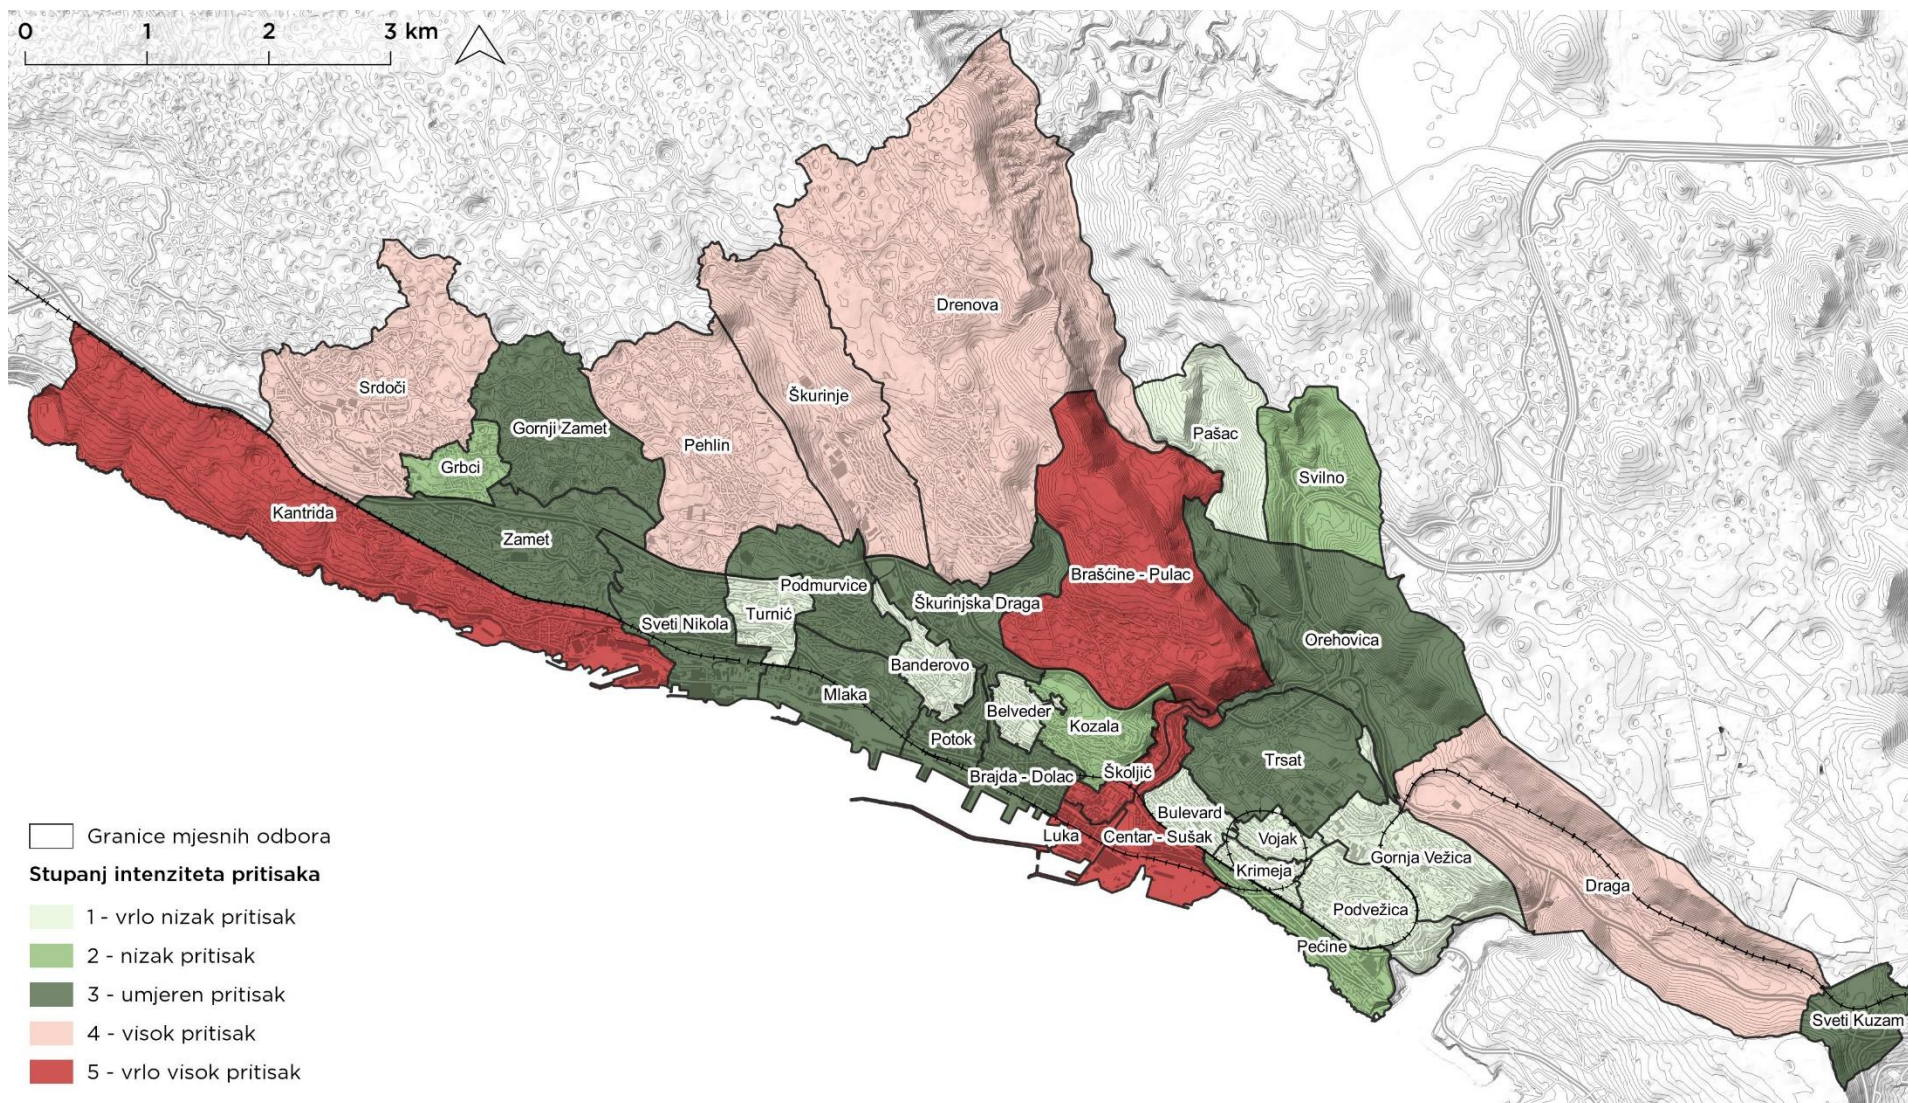 0 1 2 3 km
Drenova
Srdoči
Škurinje
Gornji Zamet
Pašac
Pehlin
Grbci
Svilno
Kantrida
Zamet
Brašćine - Pulac
Podmurvice
Škurinjska Draga
Turnić
Sveti Nikola
Orehovica
Banderovo
Mlaka
Belveder
Kozala
Potok
Trsat
Školjić
Brajda - Dolac
Bulevard
Luka
Centar - Sušak
Vojak
Gornja Vežica
Krimeja
Draga
Podvežica
Pećine
Sveti Kuzam
Granice mjesnih odbora
Stupanj intenziteta pritisaka
1 - vrlo nizak pritisak
2 - nizak pritisak
3 - umjeren pritisak
4 - visok pritisak
5 - vrlo visok pritisak